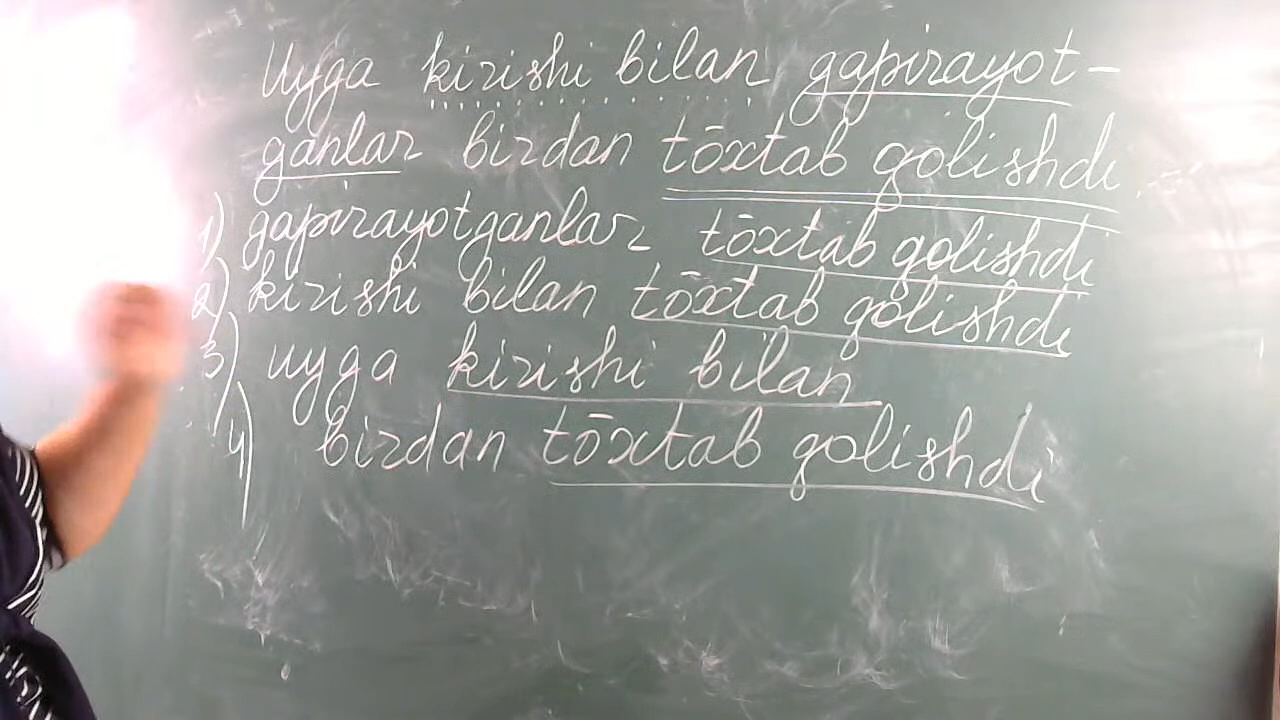 Uyga kirishi bilan gapirayot-
ganlar birdan tōxtab qolishdi
1) gapirayotganlar tōxtab qolishdi
2) kirishi bilan tōxtab qolishdi
3) uyga kirishi bilan
4) birdan tōxtab qolishdi